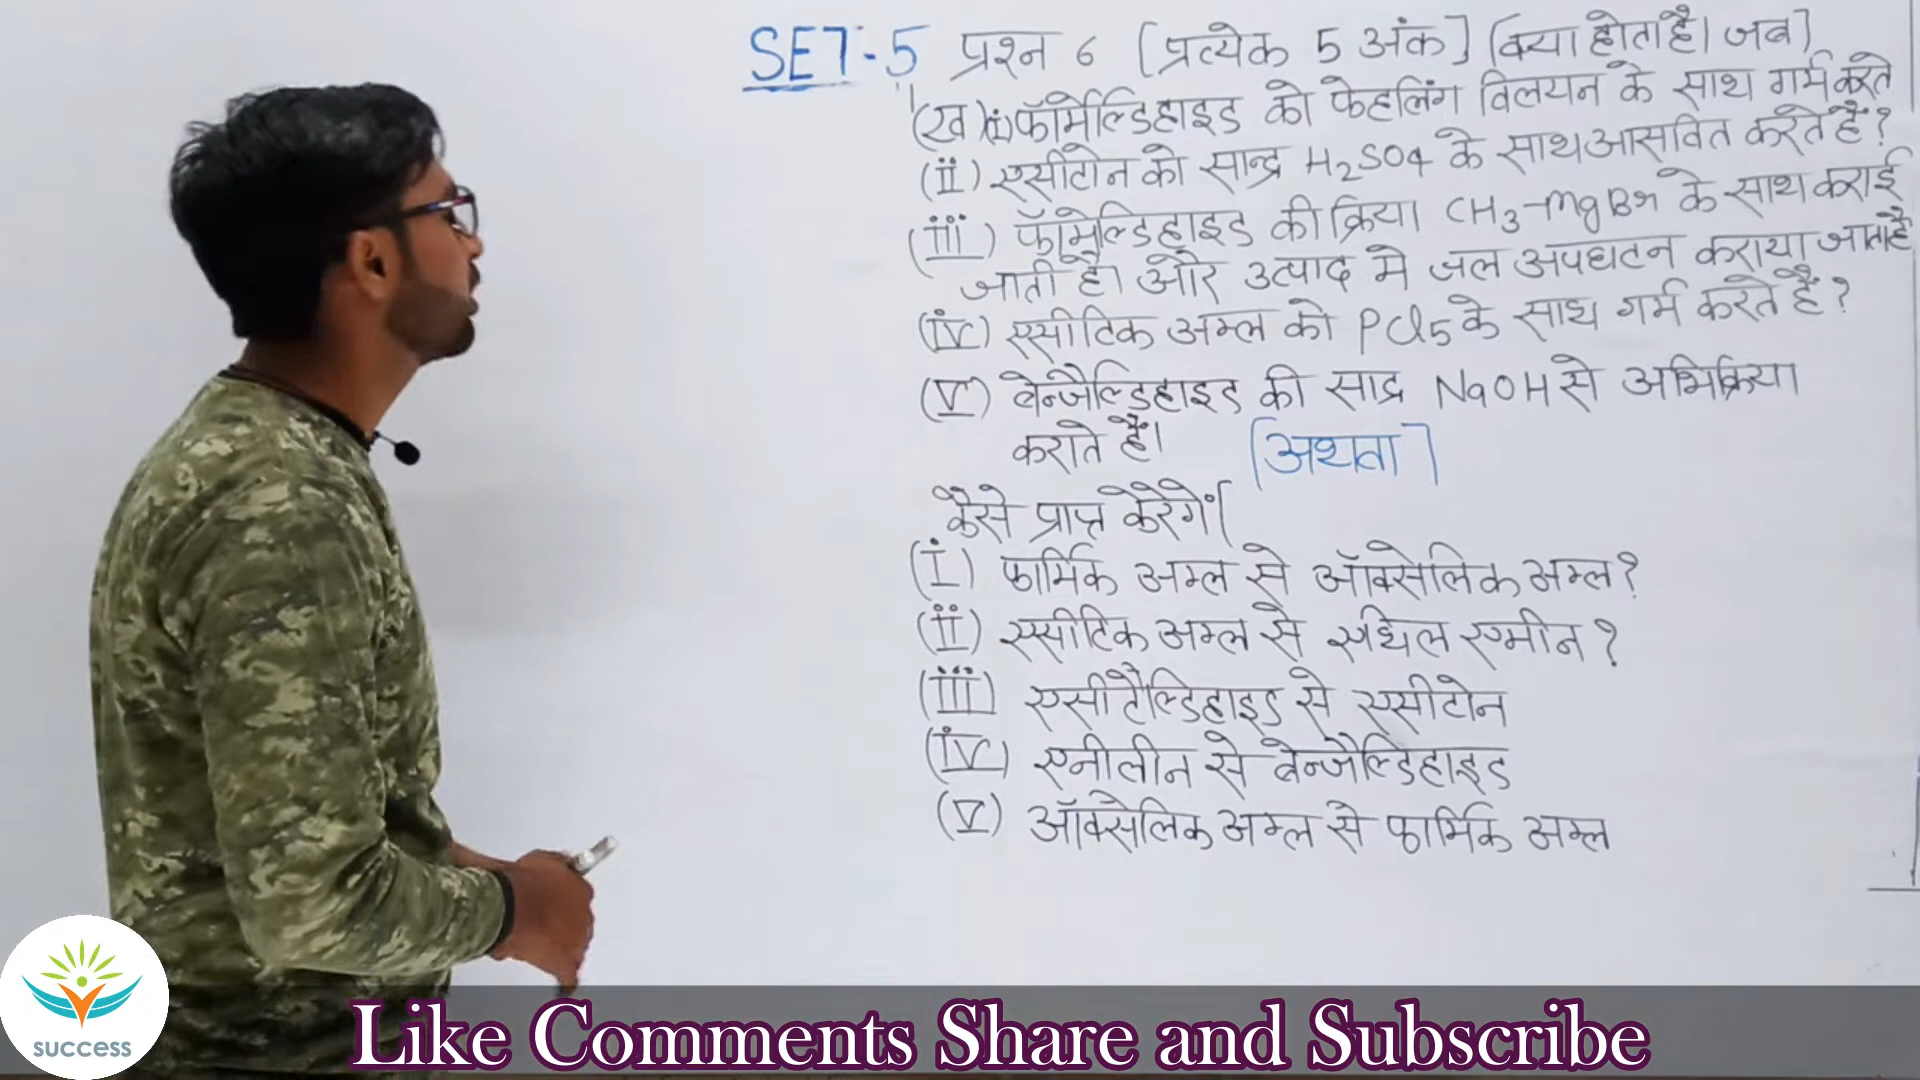 SET-5 प्रश्न 6 [प्रत्येक 5 अंक] [क्या होता है। जब]
(ख)(i) फॉर्मेल्डिहाइड को फेहलिंग विलयन के साथ गर्म करते
(ii) एसीटोन को सान्द्र H2SO4 के साथ आसवित करते हैं?
(iii) फॉर्मेल्डिहाइड की क्रिया CH3-MgBr के साथ कराई
जाती है। और उत्पाद मे जल अपघटन कराया जाता है
(iv) एसीटिक अम्ल को PCl5 के साथ गर्म करते हैं?
(V) बेन्जैल्डिहाइड की साद्र NaOH से अभिक्रिया
कराते हैं। [अथवा]
कैसे प्राप्त करेगें।
(i) फार्मिक अम्ल से ऑक्सेलिक अम्ल?
(ii) एसीटिक अम्ल से एथिल एमीन?
(iii) एसीटैल्डिहाइड से एसीटोन
(iv) एनीलीन से बेन्जैल्डिहाइड
(V) ऑक्सेलिक अम्ल से फार्मिक अम्ल
success
Like Comments Share and Subscribe